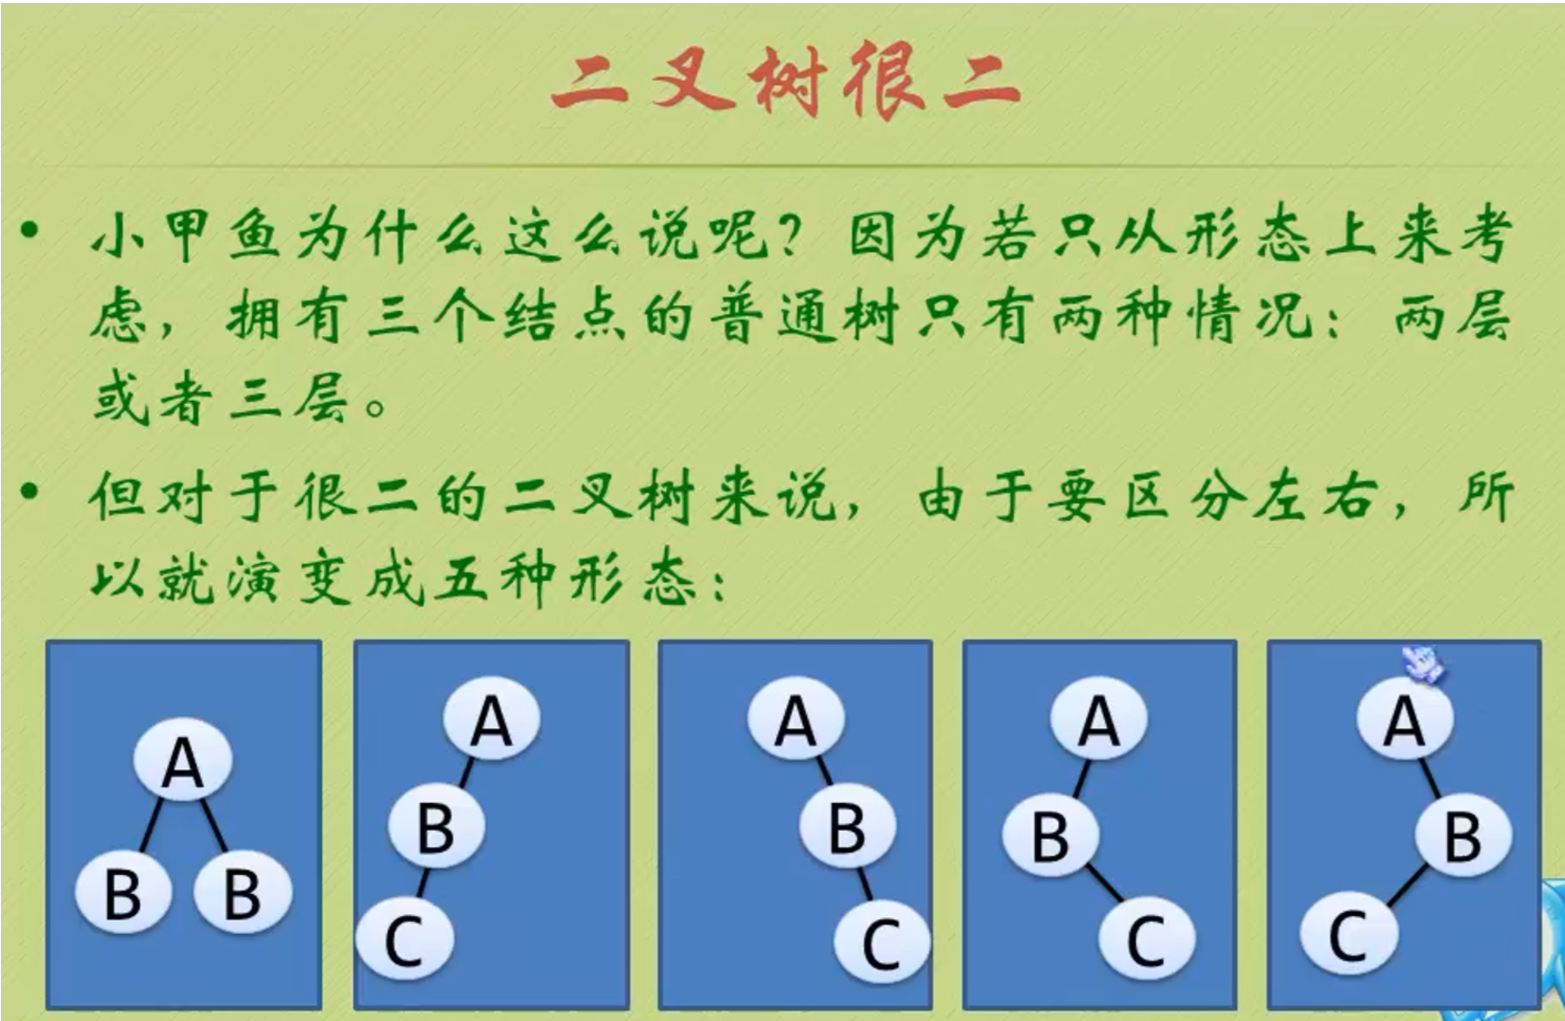 二叉树很二
• 小甲鱼为什么这么说呢？因为若只从形态上来考
虑，拥有三个结点的普通树只有两种情况：两层
或者三层。
• 但对于很二的二叉树来说，由于要区分左右，所
以就演变成五种形态：
A
B B
A
B
C
A
B
C
A
B
C
A
B
C